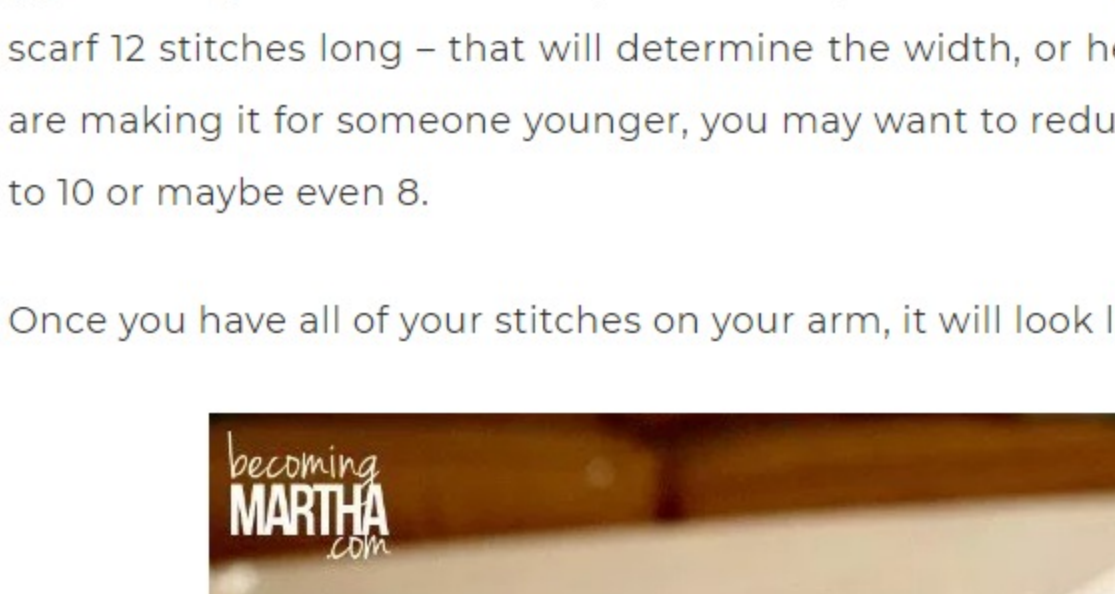 scarf 12 stitches long – that will determine the width, or
are making it for someone younger, you may want to
to 10 or maybe even 8.
Once you have all of your stitches on your arm, it will look
becoming
MARTHA
.com